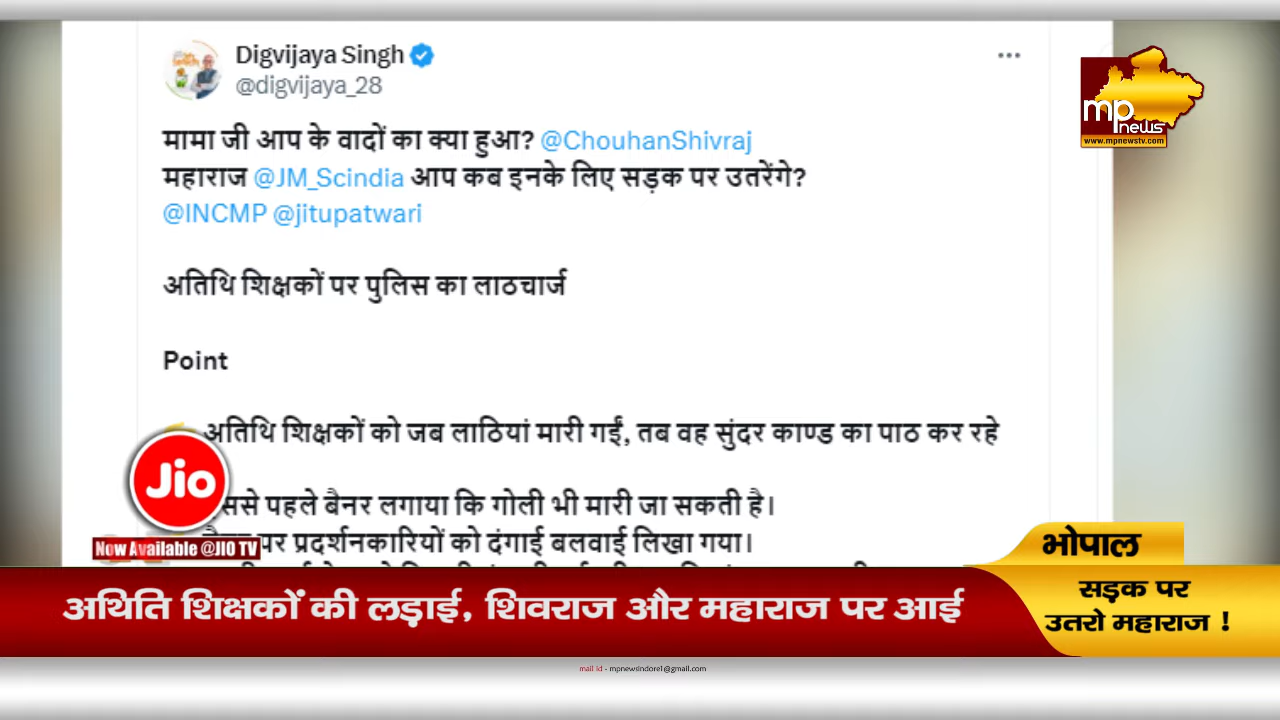 Digvijaya Singh
@digvijaya_28
मामा जी आप के वादों का क्या हुआ? @ChouhanShivraj
महाराज @JM_Scindia आप कब इनके लिए सड़क पर उतरेंगे?
@INCMP @jitupatwari
अतिथि शिक्षकों पर पुलिस का लाठचार्ज
Point
अतिथि शिक्षकों को जब लाठियां मारी गईं, तब वह सुंदर काण्ड का पाठ कर रहे
पहले बैनर लगाया कि गोली भी मारी जा सकती है।
पर प्रदर्शनकारियों को दंगाई बलवाई लिखा गया।
mp news
www.mpnewstv.com
Jio
Now Available @JIO TV
भोपाल
अथिति शिक्षकों की लड़ाई, शिवराज और महाराज पर आई
सड़क पर
उतरो महाराज !
mail id - mpnewsindore1@gmail.com